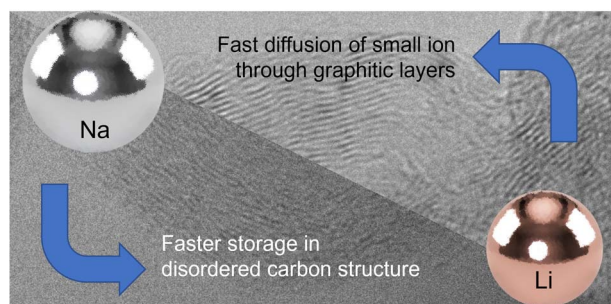 Fast diffusion of small ion
through graphitic layers
Na
Faster storage in
disordered carbon structure
Li